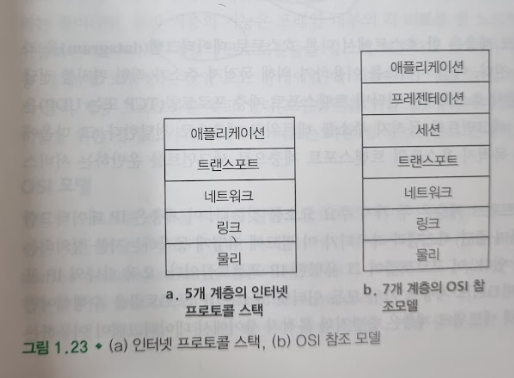 애플리케이션
트랜스포트
네트워크
링크
물리
a. 5개 계층의 인터넷
프로토콜 스택
애플리케이션
프레젠테이션
세션
트랜스포트
네트워크
링크
물리
b. 7개 계층의 OSI 참
조모델
그림 1.23 ◆ (a) 인터넷 프로토콜 스택, (b) OSI 참조 모델